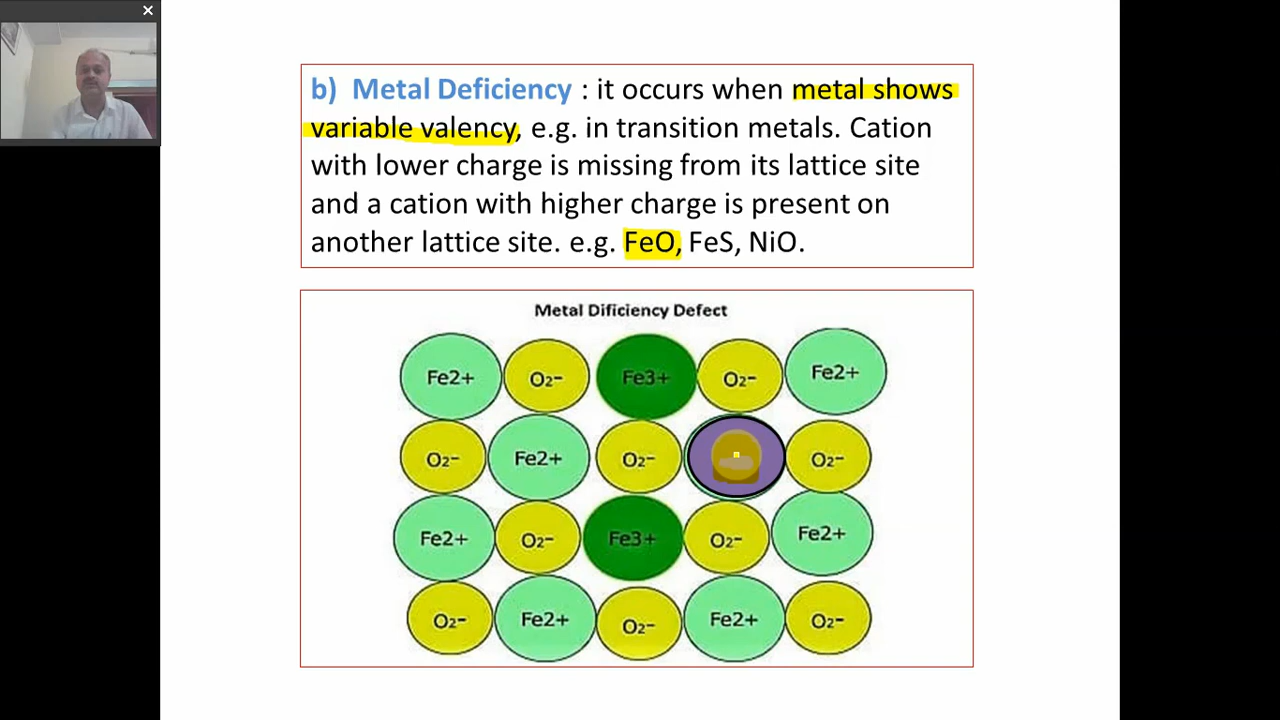 b) Metal Deficiency : it occurs when metal shows
variable valency, e.g. in transition metals. Cation
with lower charge is missing from its lattice site
and a cation with higher charge is present on
another lattice site. e.g. FeO, FeS, NiO.
Metal Dificiency Defect
Fe2+ O2− Fe3+ O2− Fe2+
O2− Fe2+ O2− O2−
Fe2+ O2− Fe3+ O2− Fe2+
O2− Fe2+ O2− Fe2+ O2−